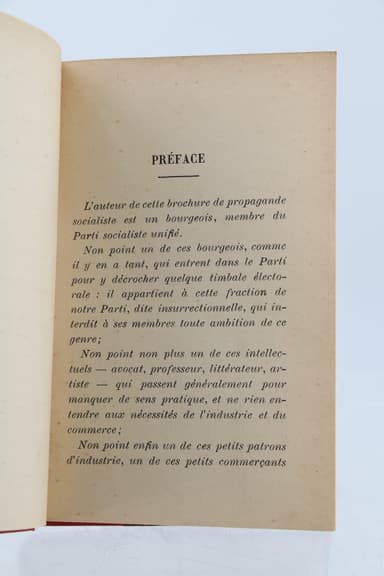 PRÉFACE
L'auteur de cette brochure de propagande
socialiste est un bourgeois, membre du
Parti socialiste unifié.
Non point un de ces bourgeois, comme
il y en a tant, qui entrent dans le Parti
pour y décrocher quelque timbale électo-
rale : il appartient à cette fraction de
notre Parti, dite insurrectionnelle, qui in-
terdit à ses membres toute ambition de ce
genre;
Non point non plus un de ces intellec-
tuels — avocat, professeur, littérateur, ar-
tiste — qui passent généralement pour
manquer de sens pratique, et ne rien en-
tendre aux nécessités de l'industrie et du
commerce;
Non point enfin un de ces petits patrons
d'industrie, un de ces petits commerçants